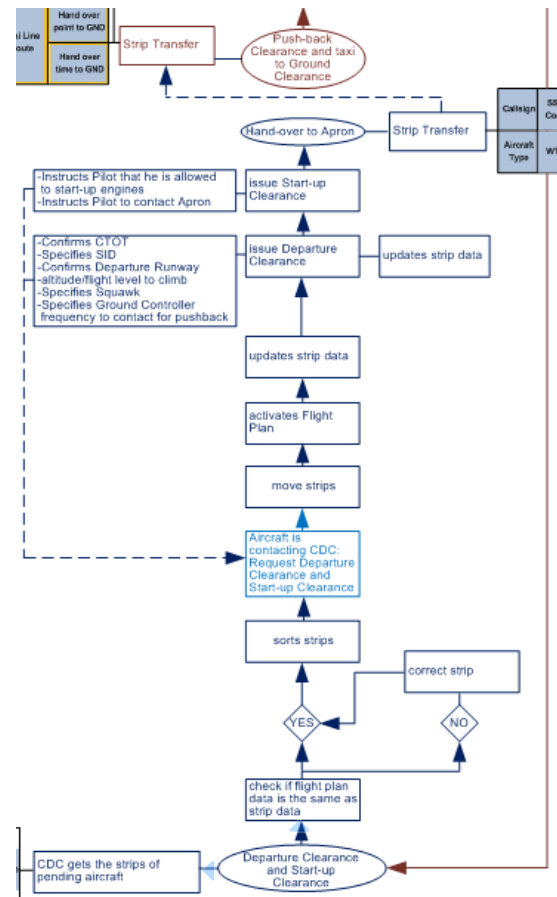 Hand over
point to GND
xi Line
oute
Hand over
time to GND
Strip Transfer
Push-back
Clearance and taxi
to Ground
Clearance
Callsign
Aircraft
Type
Hand-over to Apron
Strip Transfer
-Instructs Pilot that he is allowed
to start-up engines
-Instructs Pilot to contact Apron
issue Start-up
Clearance
-Confirms CTOT
-Specifies SID
-Confirms Departure Runway
-altitude/flight level to climb
-Specifies Squawk
-Specifies Ground Controller
frequency to contact for pushback
issue Departure
Clearance
updates strip data
updates strip data
activates Flight
Plan
move strips
Aircraft is
contacting CDC:
Request Departure
Clearance and
Start-up Clearance
sorts strips
correct strip
YES
NO
check if flight plan
data is the same as
strip data
CDC gets the strips of
pending aircraft
Departure Clearance
and Start-up
Clearance